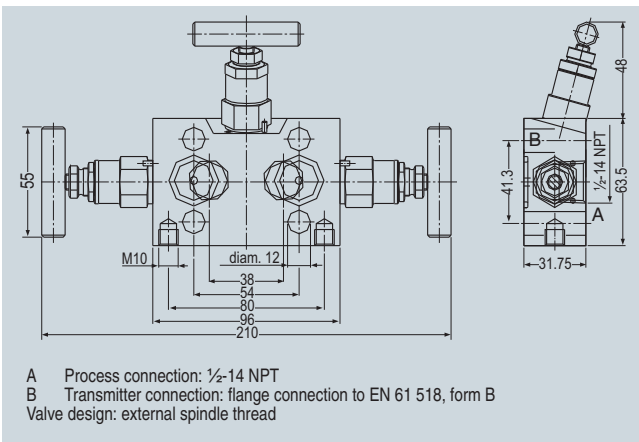 55
M10
diam. 12
38
54
80
96
210
48
B
41.3
½-14 NPT
63.5
A
31.75
A Process connection: ½-14 NPT
B Transmitter connection: flange connection to EN 61 518, form B
Valve design: external spindle thread